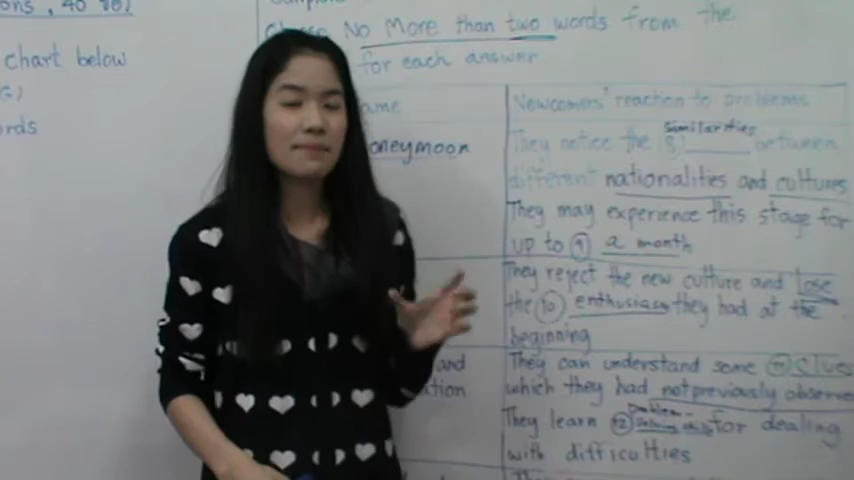 ons, 40
chart below
G)
rds
Complete
Choose No More than two words from the
for each answer
ame
oneymoon
and
ation
Newcomers' reaction to problems
They notice the 8) similarities between
different nationalities and cultures
They may experience this stage for
up to 9 a month
They reject the new culture and lose
the 10 enthusiasm they had at the
beginning
They can understand some 11 clues
which they had not previously observe
They learn 12 Problem-solving for dealing
with difficulties